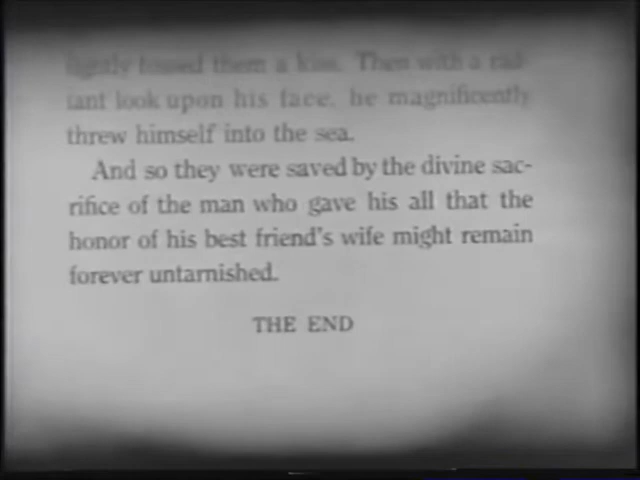 lightly tossed them a kiss. Then with a rad-
iant look upon his face, he magnificently
threw himself into the sea.
And so they were saved by the divine sac-
rifice of the man who gave his all that the
honor of his best friend's wife might remain
forever untarnished.
THE END